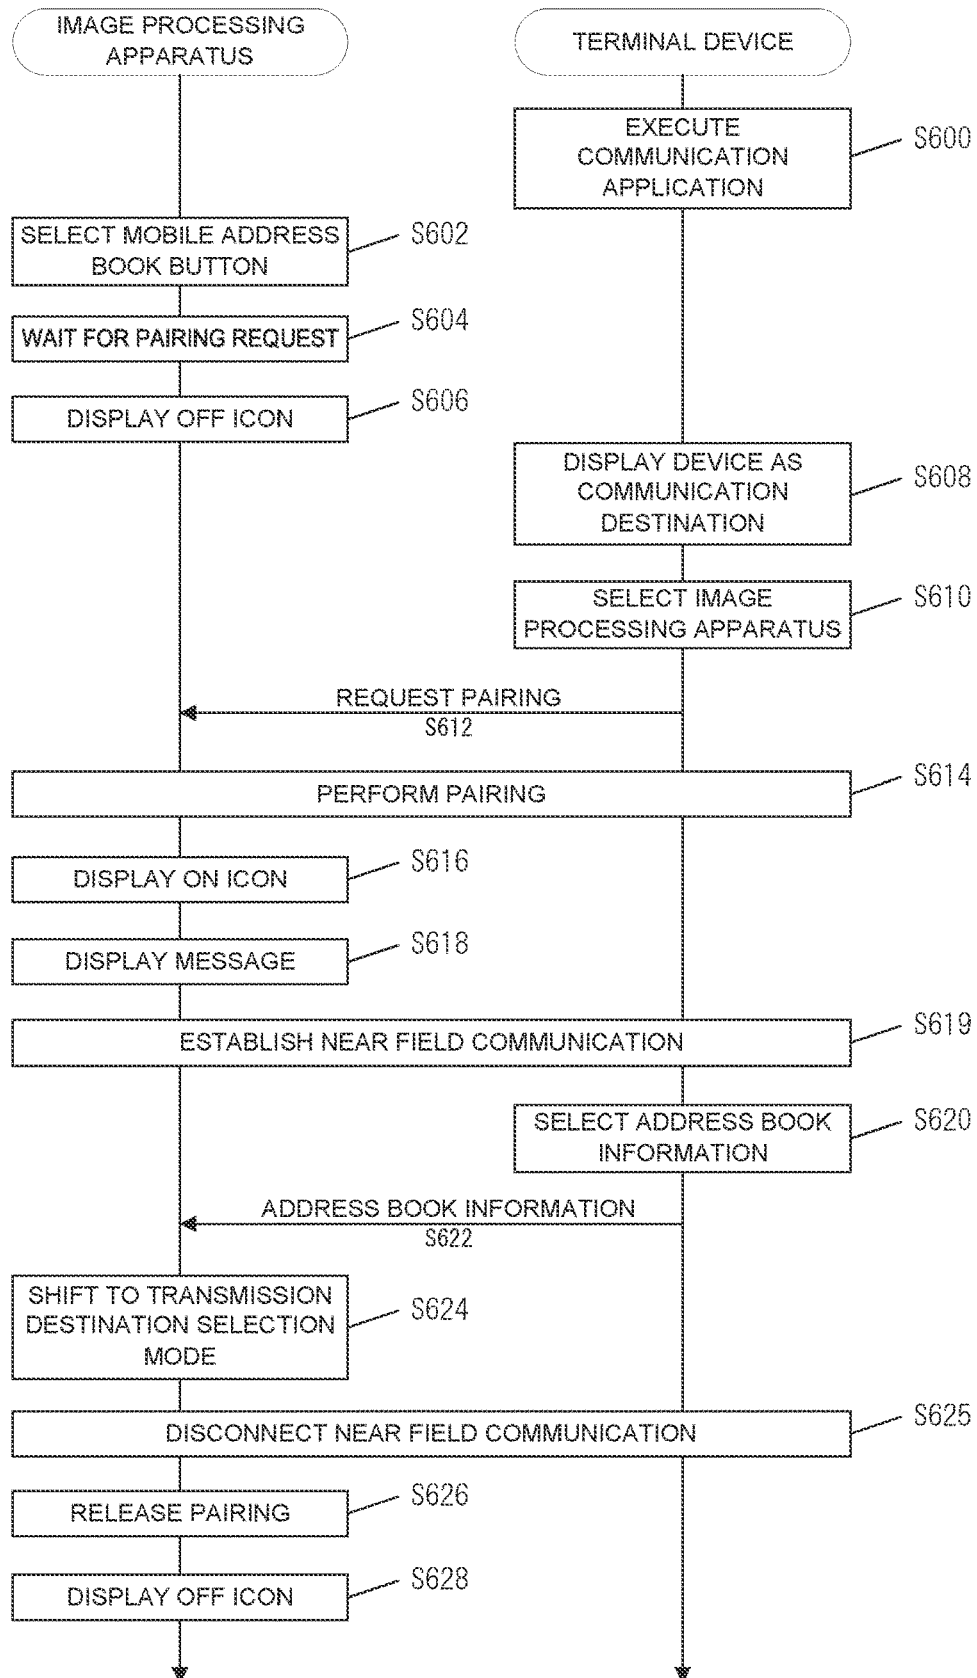 IMAGE PROCESSING
APPARATUS
TERMINAL DEVICE
EXECUTE
COMMUNICATION
APPLICATION
S600
SELECT MOBILE ADDRESS
BOOK BUTTON
S602
WAIT FOR PAIRING REQUEST
S604
DISPLAY OFF ICON
S606
DISPLAY DEVICE AS
COMMUNICATION
DESTINATION
S608
SELECT IMAGE
PROCESSING APPARATUS
S610
REQUEST PAIRING
S612
PERFORM PAIRING
S614
DISPLAY ON ICON
S616
DISPLAY MESSAGE
S618
ESTABLISH NEAR FIELD COMMUNICATION
S619
SELECT ADDRESS BOOK
INFORMATION
S620
ADDRESS BOOK INFORMATION
S622
SHIFT TO TRANSMISSION
DESTINATION SELECTION
MODE
S624
DISCONNECT NEAR FIELD COMMUNICATION
S625
RELEASE PAIRING
S626
DISPLAY OFF ICON
S628